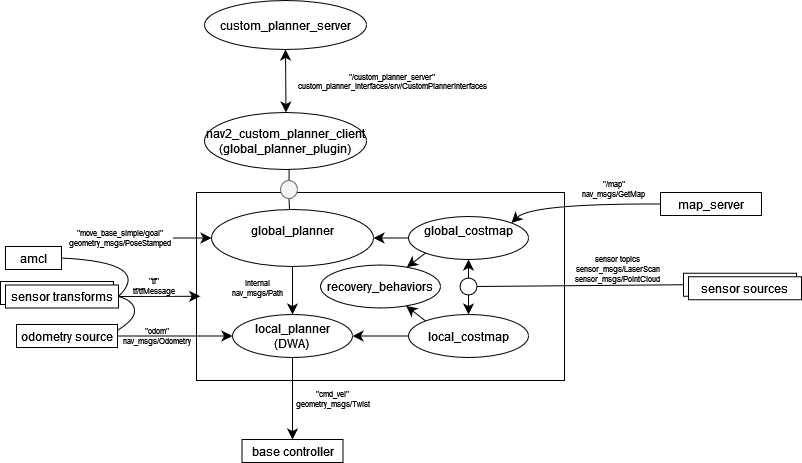 custom_planner_server
"/custom_planner_server"
custom_planner_interfaces/srv/CustomPlannerInterfaces
nav2_custom_planner_client
(global_planner_plugin)
"/map"
nav_msgs/GetMap
map_server
"move_base_simple/goal"
geometry_msgs/PoseStamped
global_planner
global_costmap
amcl
sensor topics
sensor_msgs/LaserScan
sensor_msgs/PointCloud
"tf"
tf/tfMessage
internal
nav_msgs/Path
recovery_behaviors
sensor transforms
sensor sources
odometry source
"odom"
nav_msgs/Odometry
local_planner
(DWA)
local_costmap
"cmd_vel"
geometry_msgs/Twist
base controller